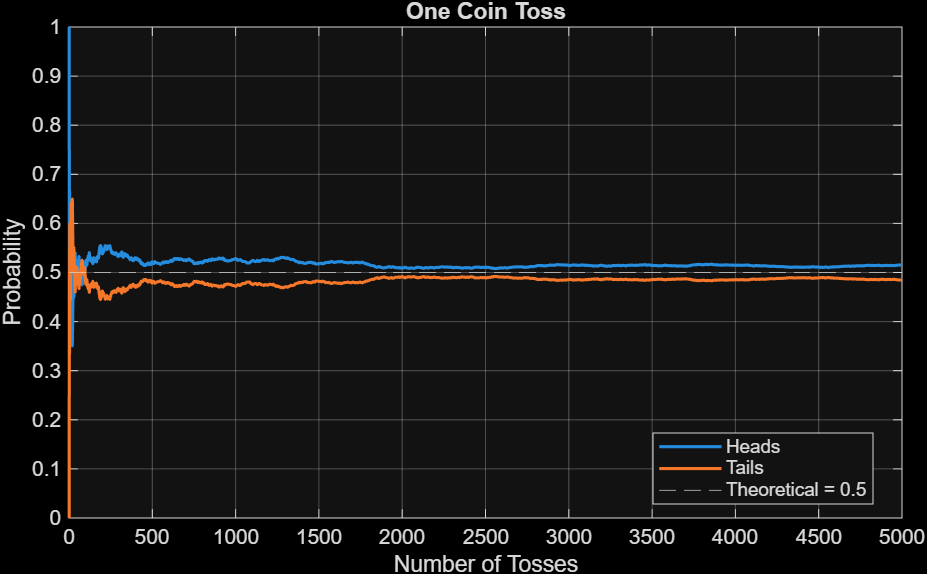 One Coin Toss
1
0.9
0.8
0.7
0.6
0.5
0.4
0.3
0.2
0.1
0
Probability
Heads
Tails
Theoretical = 0.5
0 500 1000 1500 2000 2500 3000 3500 4000 4500 5000
Number of Tosses